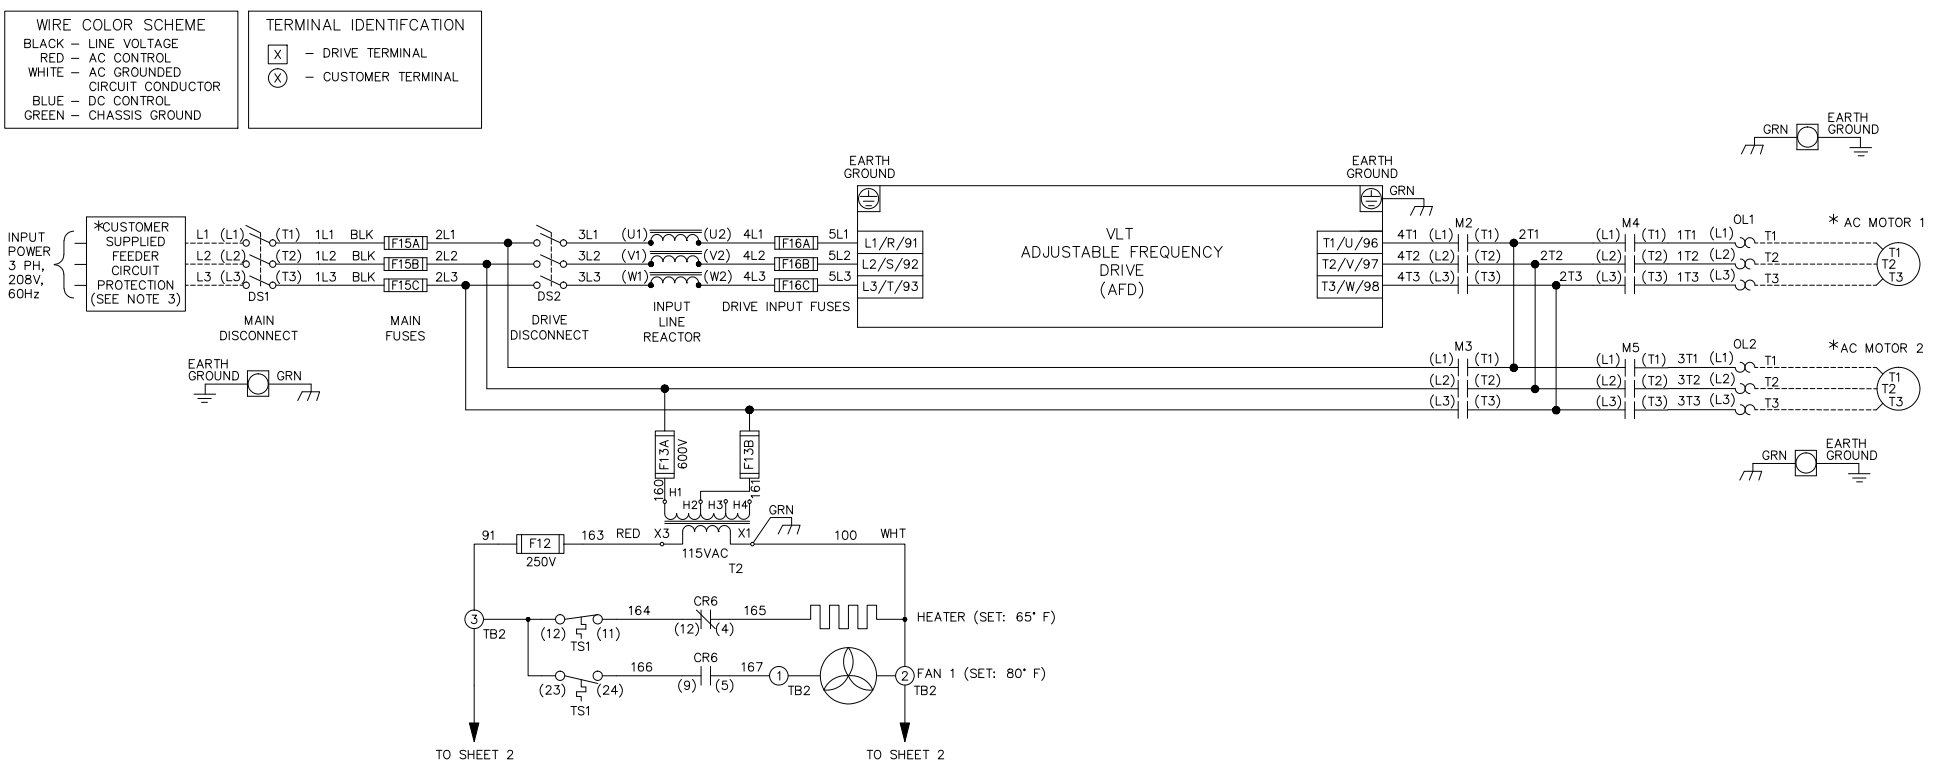 WIRE COLOR SCHEME
BLACK – LINE VOLTAGE
RED – AC CONTROL
WHITE – AC GROUNDED
CIRCUIT CONDUCTOR
BLUE – DC CONTROL
GREEN – CHASSIS GROUND
TERMINAL IDENTIFCATION
X – DRIVE TERMINAL
X – CUSTOMER TERMINAL
GRN
EARTH
GROUND
EARTH
GROUND
EARTH
GROUND
GRN
INPUT
POWER
3 PH,
208V,
60Hz
*CUSTOMER
SUPPLIED
FEEDER
CIRCUIT
PROTECTION
(SEE NOTE 3)
L1 (L1) (T1) 1L1 BLK F15A 2L1 3L1 (U1) (U2) 4L1 F16A 5L1 L1/R/91
L2 (L2) (T2) 1L2 BLK F15B 2L2 3L2 (V1) (V2) 4L2 F16B 5L2 L2/S/92
L3 (L3) (T3) 1L3 BLK F15C 2L3 3L3 (W1) (W2) 4L3 F16C 5L3 L3/T/93
DS1
DS2
MAIN
DISCONNECT
MAIN
FUSES
DRIVE
DISCONNECT
INPUT
LINE
REACTOR
DRIVE INPUT FUSES
VLT
ADJUSTABLE FREQUENCY
DRIVE
(AFD)
M2 M4 OL1 * AC MOTOR 1
T1/U/96 4T1 (L1) (T1) 2T1 (L1) (T1) 1T1 (L1) T1
T2/V/97 4T2 (L2) (T2) 2T2 (L2) (T2) 1T2 (L2) T2
T3/W/98 4T3 (L3) (T3) 2T3 (L3) (T3) 1T3 (L3) T3
T1
T2
T3
M3 M5 OL2 *AC MOTOR 2
(L1) (T1) (L1) (T1) 3T1 (L1) T1
(L2) (T2) (L2) (T2) 3T2 (L2) T2
(L3) (T3) (L3) (T3) 3T3 (L3) T3
T1
T2
T3
EARTH
GROUND
GRN
GRN
EARTH
GROUND
F13A
600V
F13B
160
161
H1
H2 H3 H4
GRN
91 F12 163 RED X3 X1 100 WHT
250V
115VAC
T2
3
TB2
164 CR6 165
(12) (11) (12) (4)
TS1
HEATER (SET: 65° F)
166 CR6 167
(23) (24) (9) (5)
TS1
1
TB2
2
TB2
FAN 1 (SET: 80° F)
TO SHEET 2
TO SHEET 2